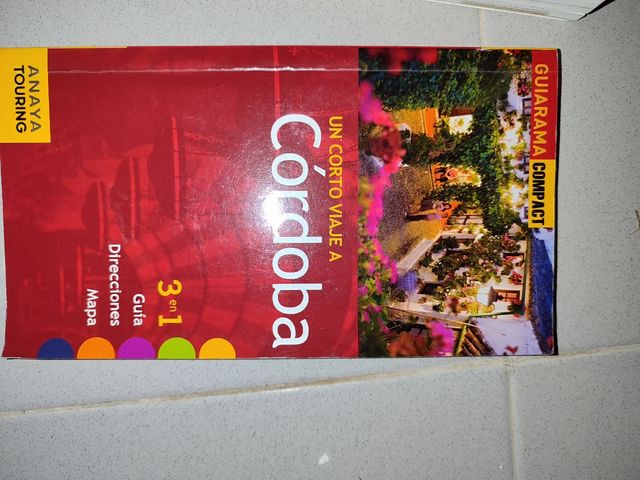 GUIARAMA COMPACT
UN CORTO VIAJE A
Córdoba
3 en 1
Guía
Direcciones
Mapa
ANAYA
TOURING